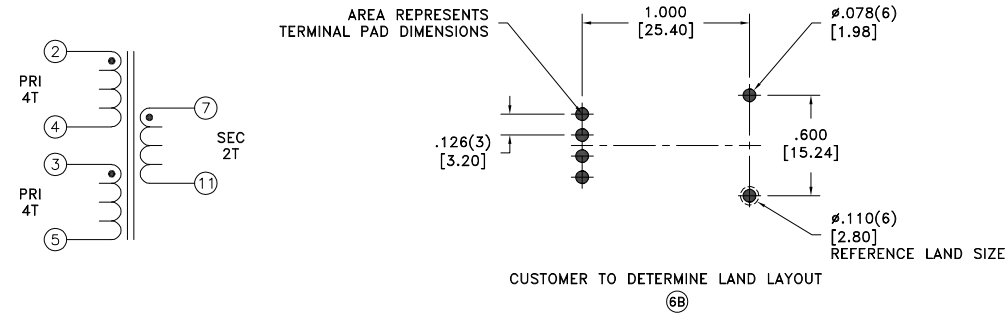 2
PRI
4T
4
3
PRI
4T
5
7
SEC
2T
11
AREA REPRESENTS
TERMINAL PAD DIMENSIONS
1.000
[25.40]
ø.078(6)
[1.98]
.126(3)
[3.20]
.600
[15.24]
ø.110(6)
[2.80]
REFERENCE LAND SIZE
CUSTOMER TO DETERMINE LAND LAYOUT
6B